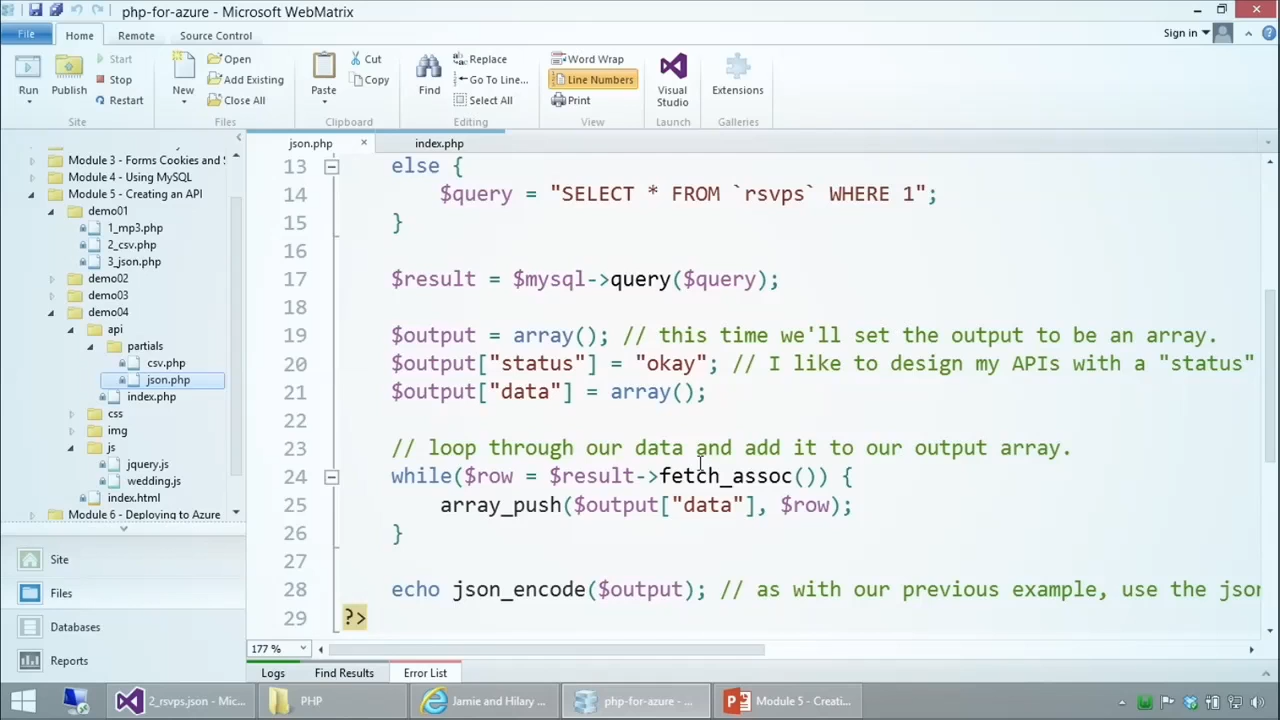 php-for-azure - Microsoft WebMatrix
File Home Remote Source Control Sign in
Run Publish Start Stop Restart
New Open Add Existing Close All
Paste Cut Copy
Find Replace Go To Line... Select All
Word Wrap Line Numbers Print
Visual Studio
Extensions
Site Files Clipboard Editing View Launch Galleries
json.php index.php
Module 3 - Forms Cookies and
Module 4 - Using MySQL
Module 5 - Creating an API
demo01
1_mp3.php
2_csv.php
3_json.php
demo02
demo03
demo04
api
partials
csv.php
json.php
index.php
css
img
js
jquery.js
wedding.js
index.html
Module 6 - Deploying to Azure
Site
Files
Databases
Reports
13 else {
14 $query = "SELECT * FROM `rsvps` WHERE 1";
15 }
16
17 $result = $mysql->query($query);
18
19 $output = array(); // this time we'll set the output to be an array.
20 $output["status"] = "okay"; // I like to design my APIs with a "status"
21 $output["data"] = array();
22
23 // loop through our data and add it to our output array.
24 while($row = $result->fetch_assoc()) {
25 array_push($output["data"], $row);
26 }
27
28 echo json_encode($output); // as with our previous example, use the json
29 ?>
177 %
Logs Find Results Error List
2_rsvps.json - Mic... PHP Jamie and Hilary ... php-for-azure - ... Module 5 - Creati...